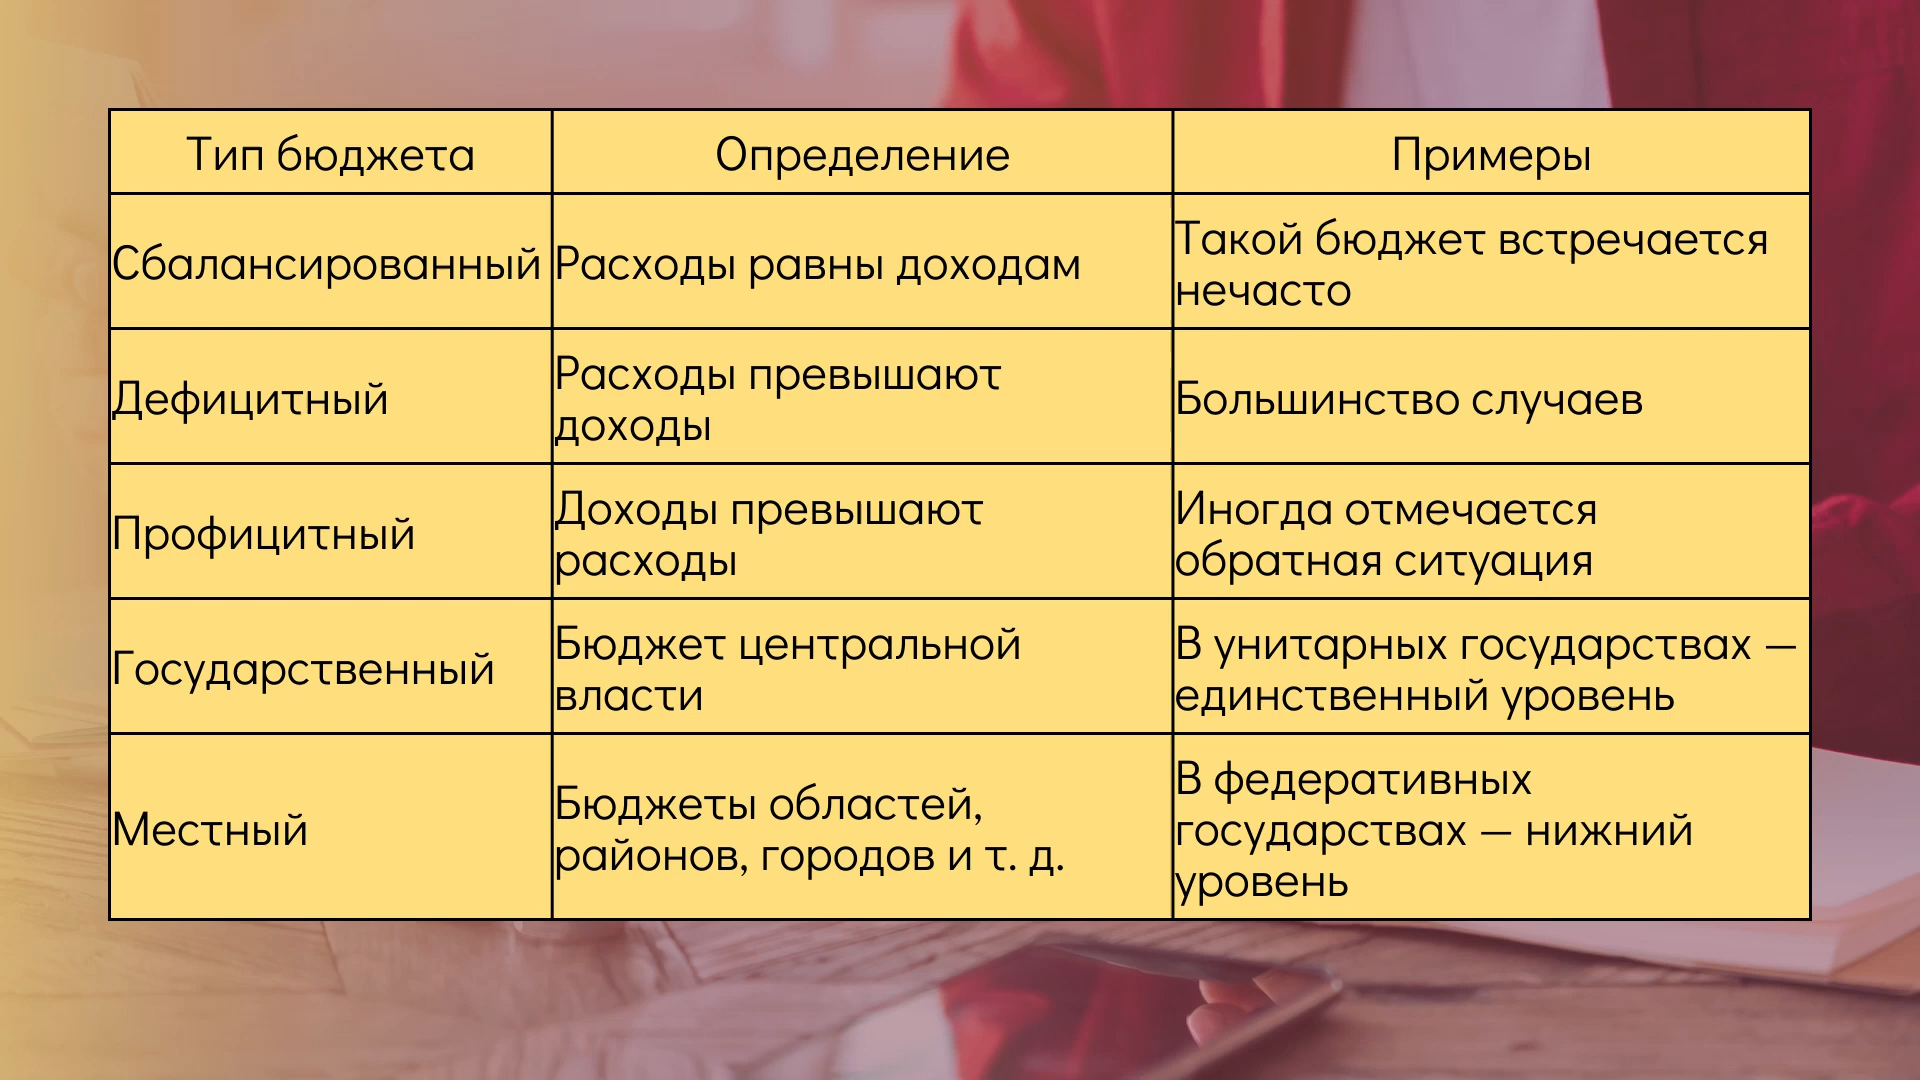 Тип бюджета
Определение
Примеры
Сбалансированный
Расходы равны доходам
Такой бюджет встречается
нечасто
Дефицитный
Расходы превышают
доходы
Большинство случаев
Профицитный
Доходы превышают
расходы
Иногда отмечается
обратная ситуация
Государственный
Бюджет центральной
власти
В унитарных государствах —
единственный уровень
Местный
Бюджеты областей,
районов, городов и т. д.
В федеративных
государствах — нижний
уровень